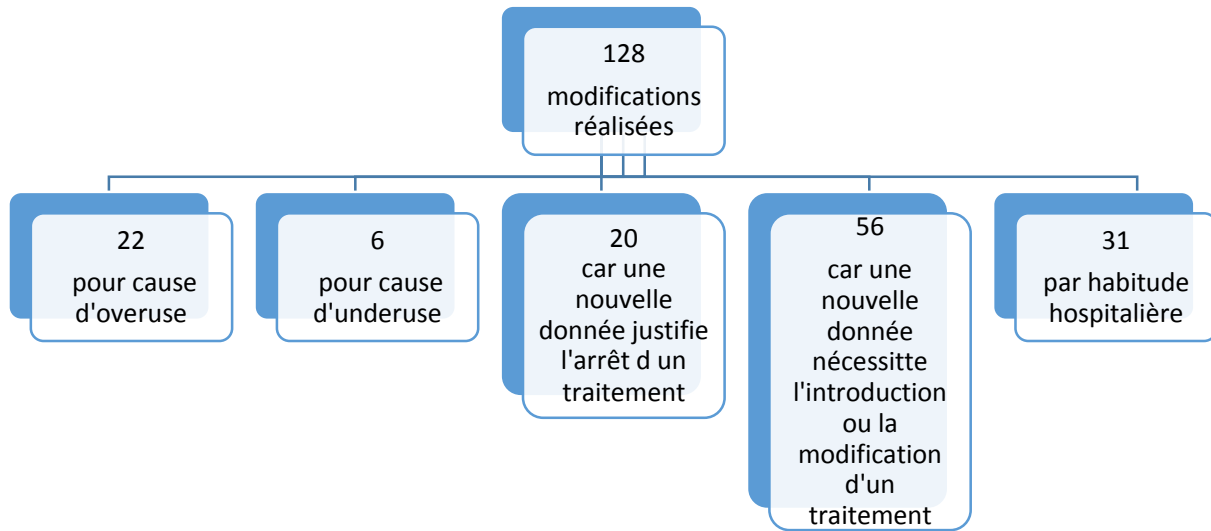 128
modifications
réalisées
22
pour cause
d'overuse
6
pour cause
d'underuse
20
car une
nouvelle
donnée justifie
l'arrêt d un
traitement
56
car une
nouvelle
donnée
nécessitte
l'introduction
ou la
modification
d'un
traitement
31
par habitude
hospitalière